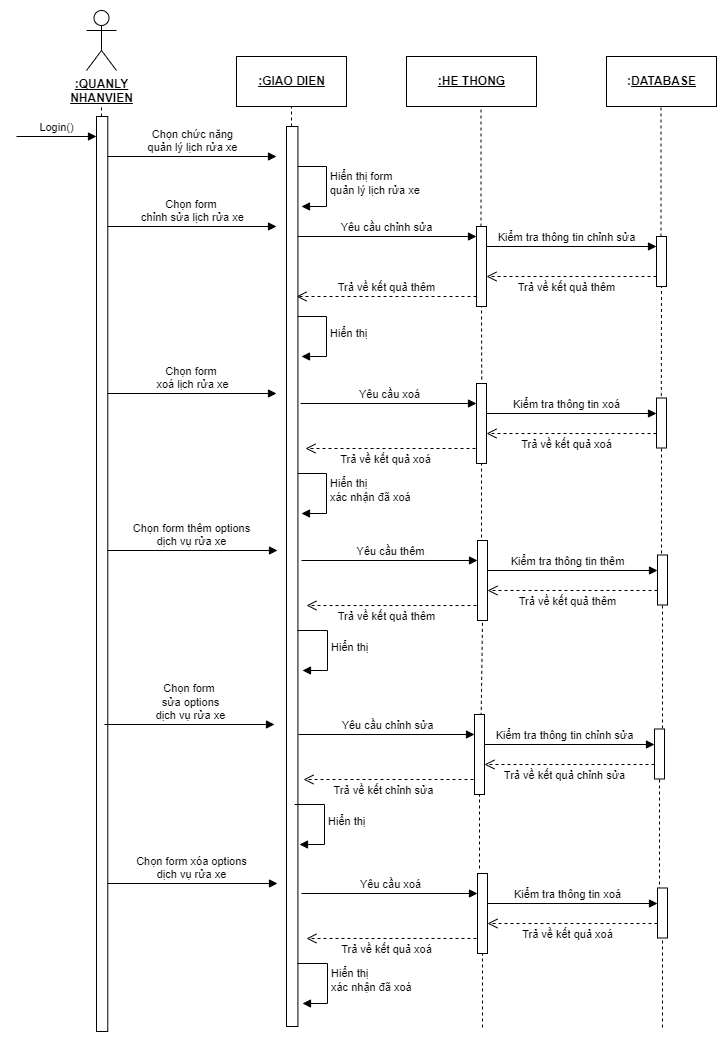 :QUANLY
NHANVIEN
:GIAO DIEN
:HE THONG
:DATABASE
Login()
Chọn chức năng
quản lý lịch rửa xe
Hiển thị form
quản lý lịch rửa xe
Chọn form
chỉnh sửa lịch rửa xe
Yêu cầu chỉnh sửa
Kiểm tra thông tin chỉnh sửa
Trả về kết quả thêm
Trả về kết quả thêm
Hiển thị
Chọn form
xoá lịch rửa xe
Yêu cầu xoá
Kiểm tra thông tin xoá
Trả về kết quả xoá
Trả về kết quả xoá
Hiển thị
xác nhận đã xoá
Chọn form thêm options
dịch vụ rửa xe
Yêu cầu thêm
Kiểm tra thông tin thêm
Trả về kết quả thêm
Trả về kết quả thêm
Hiển thị
Chọn form
sửa options
dịch vụ rửa xe
Yêu cầu chỉnh sửa
Kiểm tra thông tin chỉnh sửa
Trả về kết quả chỉnh sửa
Trả về kết chỉnh sửa
Hiển thị
Chọn form xóa options
dịch vụ rửa xe
Yêu cầu xoá
Kiểm tra thông tin xoá
Trả về kết quả xoá
Trả về kết quả xoá
Hiển thị
xác nhận đã xoá